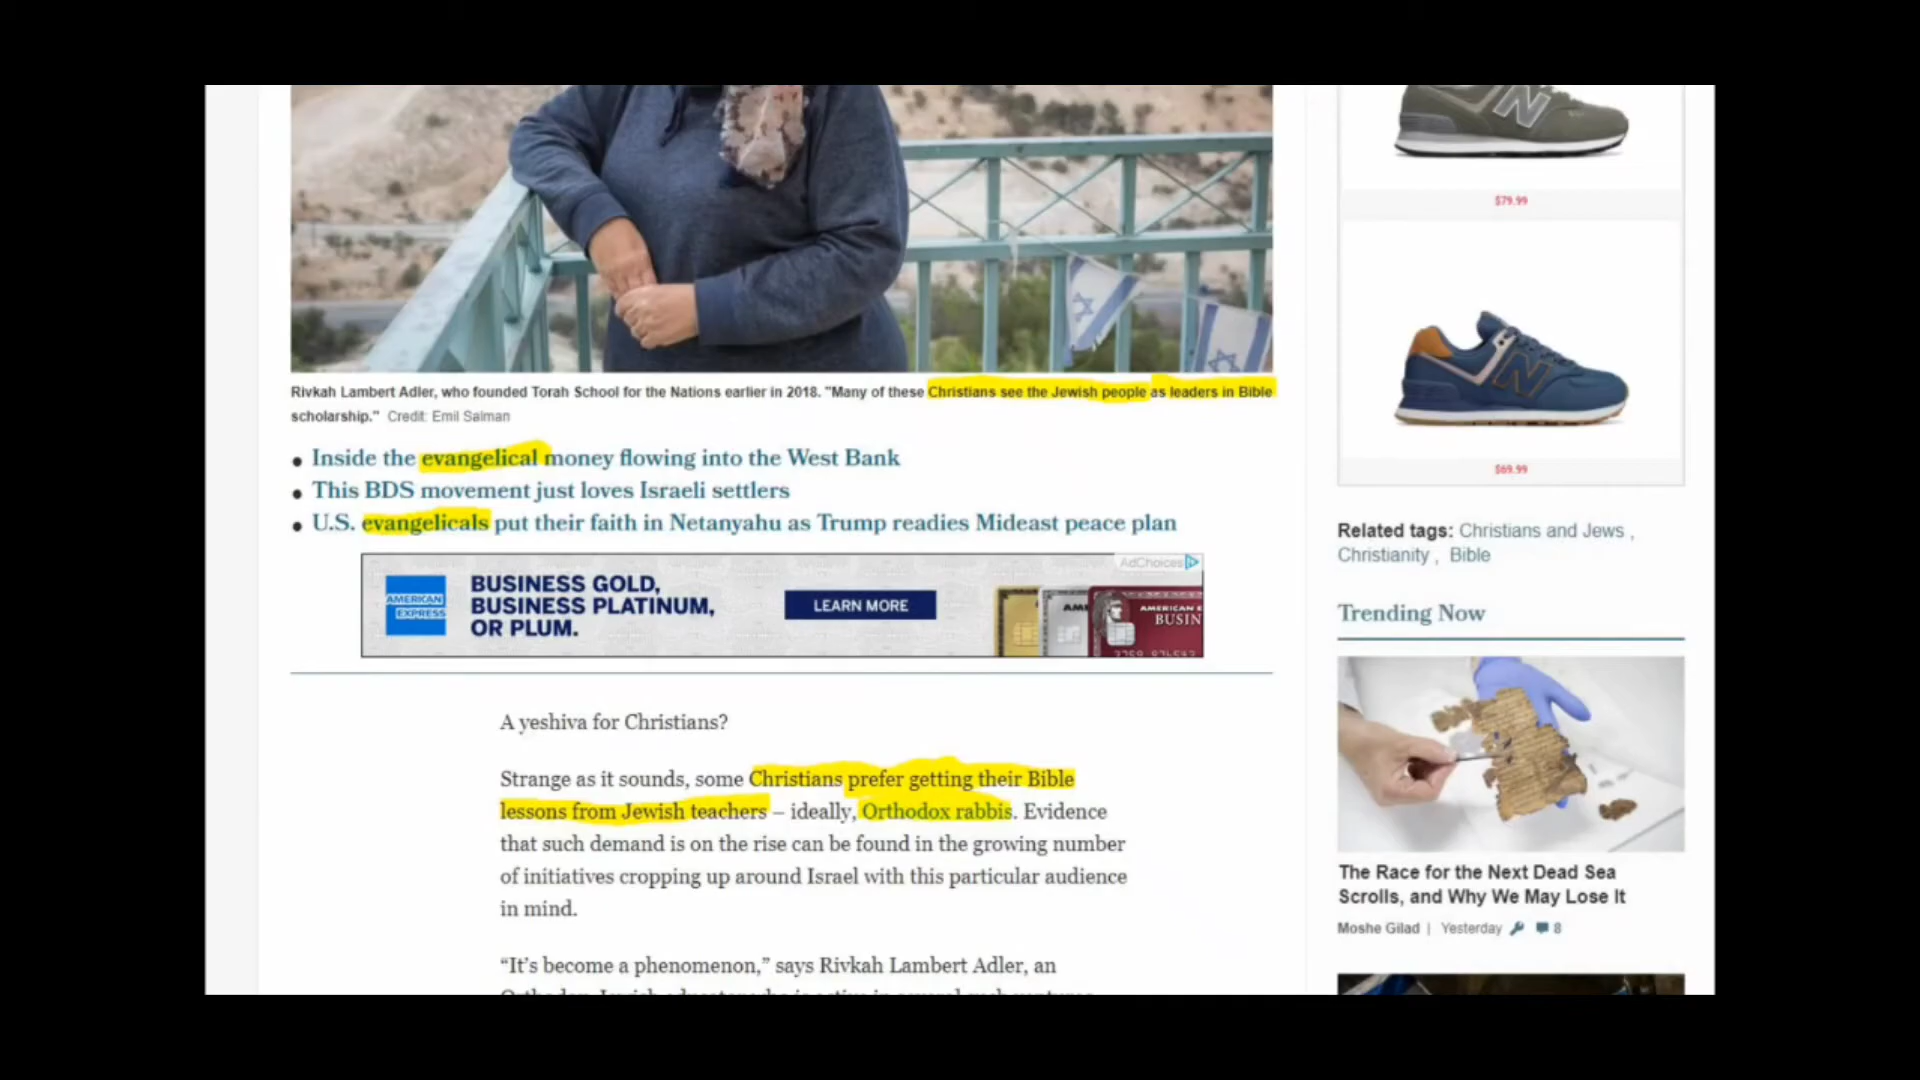 $79.99
Rivkah Lambert Adler, who founded Torah School for the Nations earlier in 2018. "Many of these Christians see the Jewish people as leaders in Bible
scholarship." Credit: Emil Salman
• Inside the evangelical money flowing into the West Bank
• This BDS movement just loves Israeli settlers
• U.S. evangelicals put their faith in Netanyahu as Trump readies Mideast peace plan
AdChoices
AMERICAN
EXPRESS
BUSINESS GOLD,
BUSINESS PLATINUM,
OR PLUM.
LEARN MORE
AMERICAN E
BUSIN
A yeshiva for Christians?
Strange as it sounds, some Christians prefer getting their Bible
lessons from Jewish teachers – ideally, Orthodox rabbis. Evidence
that such demand is on the rise can be found in the growing number
of initiatives cropping up around Israel with this particular audience
in mind.
“It’s become a phenomenon,” says Rivkah Lambert Adler, an
$69.99
Related tags: Christians and Jews ,
Christianity , Bible
Trending Now
The Race for the Next Dead Sea
Scrolls, and Why We May Lose It
Moshe Gilad | Yesterday 8